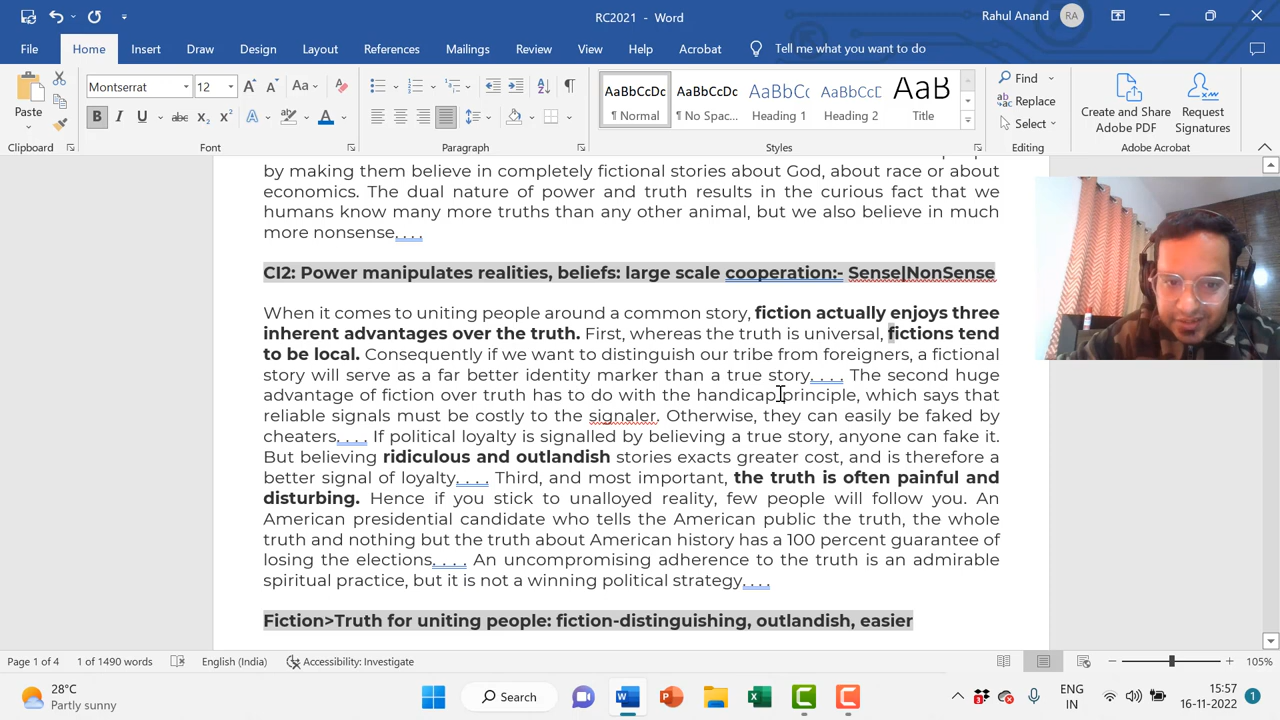 RC2021 - Word
Rahul Anand
RA
File Home Insert Draw Design Layout References Mailings Review View Help Acrobat Tell me what you want to do
Paste
Montserrat 12
AaBbCcDc AaBbCcDc AaBbCc AaBbCcD AaB
¶ Normal ¶ No Spac... Heading 1 Heading 2 Title
Find
Replace
Select
Create and Share Adobe PDF
Request Signatures
Clipboard Font Paragraph Styles Editing Adobe Acrobat
by making them believe in completely fictional stories about God, about race or about
economics. The dual nature of power and truth results in the curious fact that we
humans know many more truths than any other animal, but we also believe in much
more nonsense. . . .
CI2: Power manipulates realities, beliefs: large scale cooperation:- Sense|NonSense
When it comes to uniting people around a common story, fiction actually enjoys three
inherent advantages over the truth. First, whereas the truth is universal, fictions tend
to be local. Consequently if we want to distinguish our tribe from foreigners, a fictional
story will serve as a far better identity marker than a true story. . . . The second huge
advantage of fiction over truth has to do with the handicap principle, which says that
reliable signals must be costly to the signaler. Otherwise, they can easily be faked by
cheaters. . . . If political loyalty is signalled by believing a true story, anyone can fake it.
But believing ridiculous and outlandish stories exacts greater cost, and is therefore a
better signal of loyalty. . . . Third, and most important, the truth is often painful and
disturbing. Hence if you stick to unalloyed reality, few people will follow you. An
American presidential candidate who tells the American public the truth, the whole
truth and nothing but the truth about American history has a 100 percent guarantee of
losing the elections. . . . An uncompromising adherence to the truth is an admirable
spiritual practice, but it is not a winning political strategy. . . .
Fiction>Truth for uniting people: fiction-distinguishing, outlandish, easier
Page 1 of 4 1 of 1490 words English (India) Accessibility: Investigate 105%
28°C
Partly sunny
Search
ENG
IN
15:57
16-11-2022
1